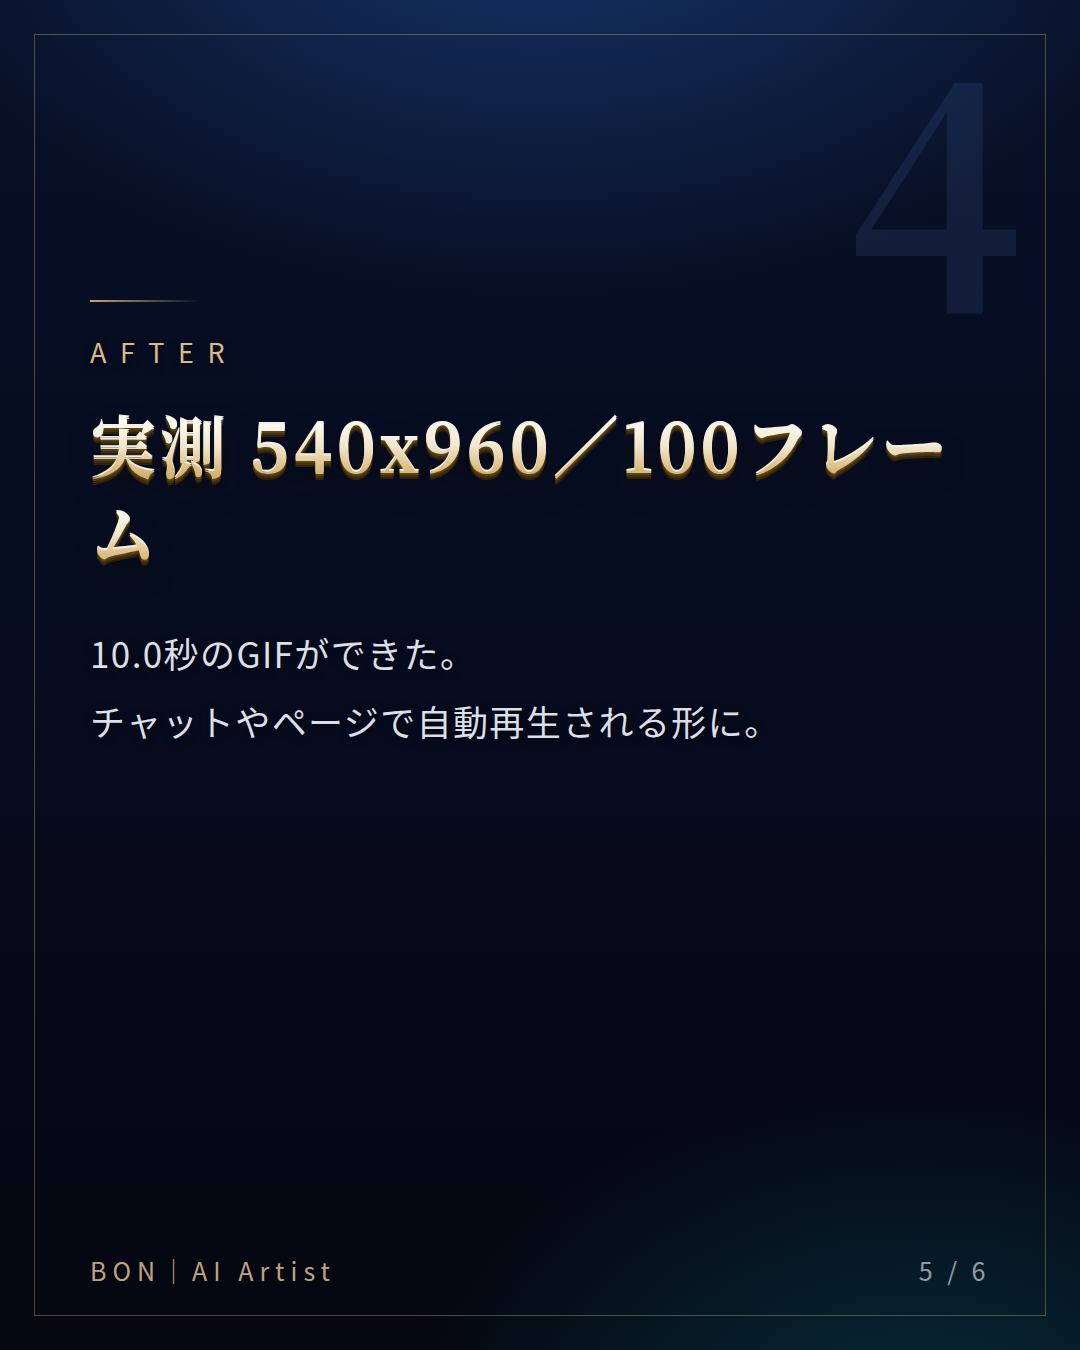 4
AFTER
実測 540x960／100フレー
ム
10.0秒のGIFができた。
チャットやページで自動再生される形に。
BON｜AI Artist
5 / 6